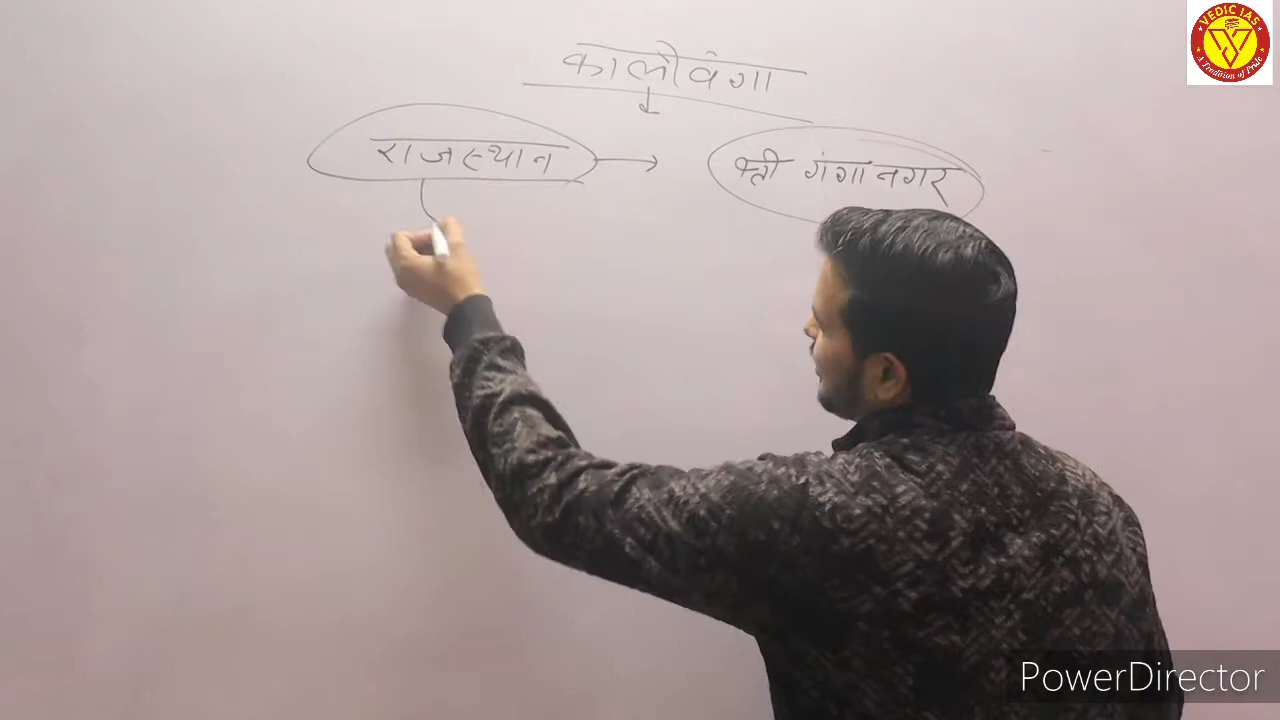 कालीवंगा
राजस्थान → श्री गंगानगर
VEDIC IAS
A Tradition of Pride
PowerDirector